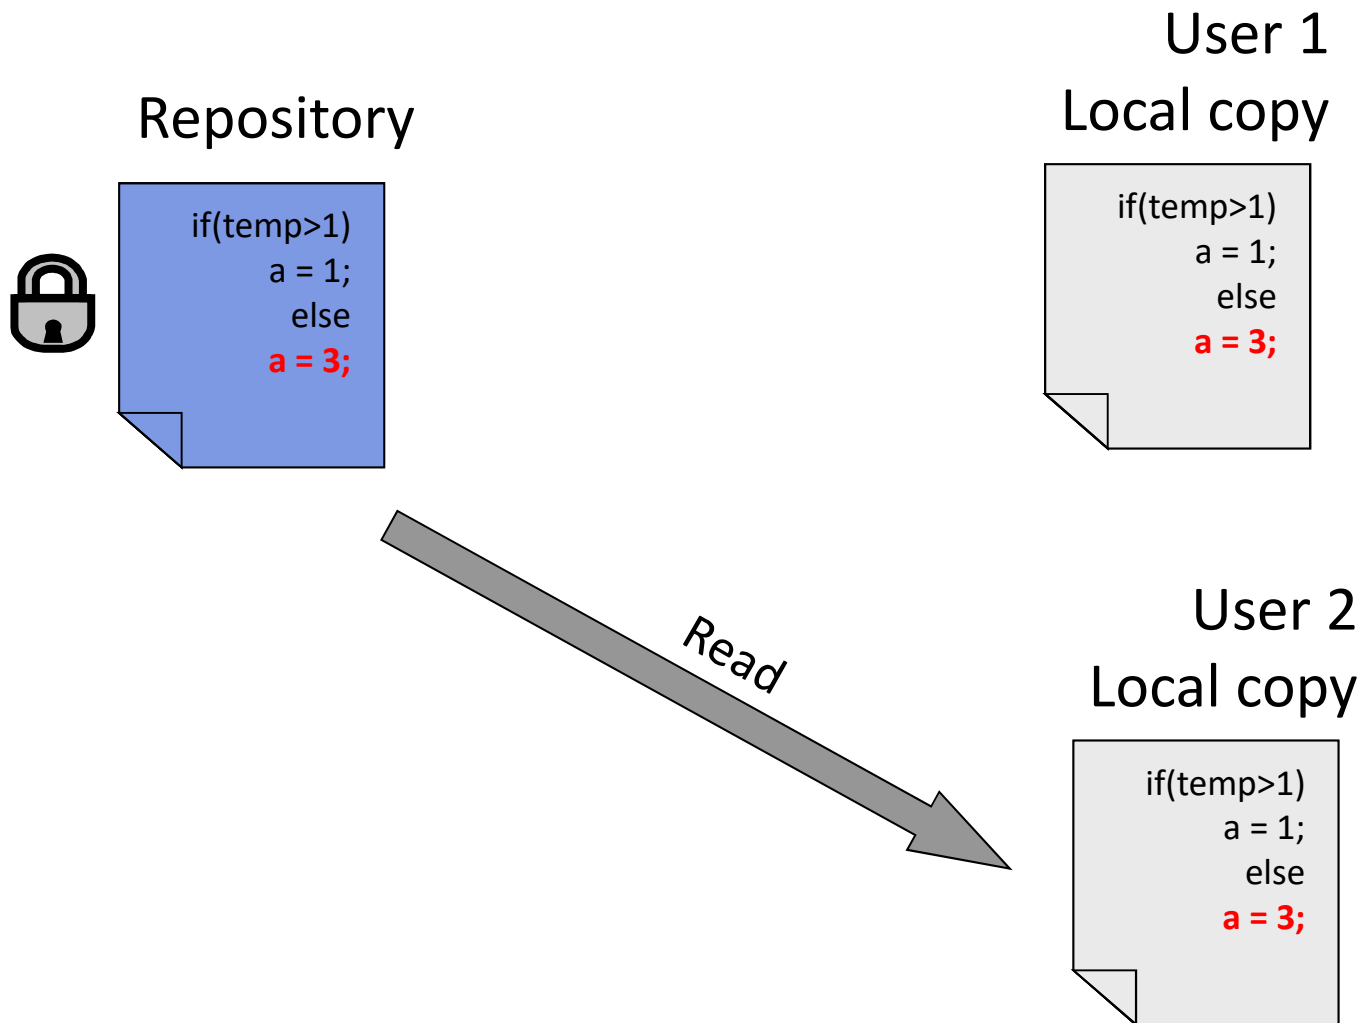 Repository
if(temp>1)
a = 1;
else
a = 3;
User 1
Local copy
if(temp>1)
a = 1;
else
a = 3;
Read
User 2
Local copy
if(temp>1)
a = 1;
else
a = 3;